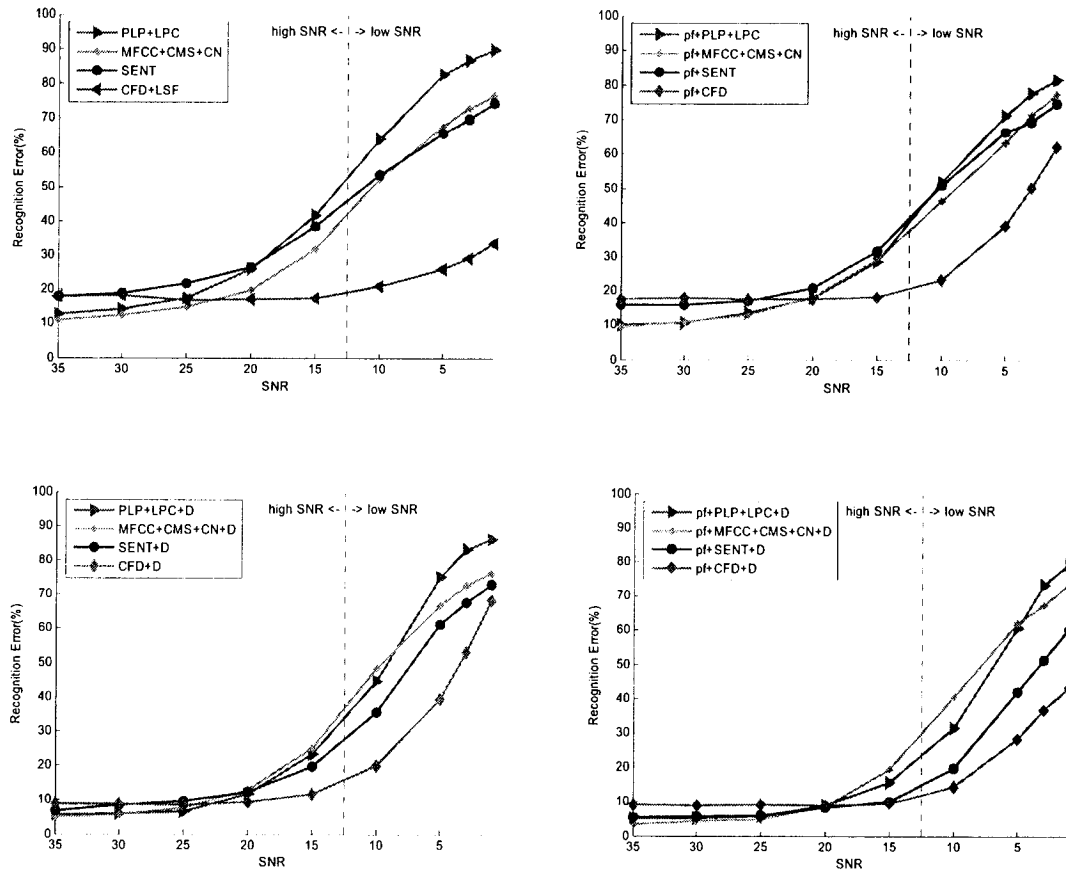 PLP+LPC
MFCC+CMS+CN
SENT
CFD+LSF
high SNR <- -> low SNR
100
90
80
70
60
50
40
30
20
10
0
Recognition Error(%)
35 30 25 20 15 10 5
SNR
pf+PLP+LPC
pf+MFCC+CMS+CN
pf+SENT
pf+CFD
high SNR <- -> low SNR
100
90
80
70
60
50
40
30
20
10
0
Recognition Error(%)
35 30 25 20 15 10 5
SNR
PLP+LPC+D
MFCC+CMS+CN+D
SENT+D
CFD+D
high SNR <- -> low SNR
100
90
80
70
60
50
40
30
20
10
0
Recognition Error(%)
35 30 25 20 15 10 5
SNR
pf+PLP+LPC+D
pf+MFCC+CMS+CN+D
pf+SENT+D
pf+CFD+D
high SNR <- -> low SNR
100
90
80
70
60
50
40
30
20
10
0
Recognition Error(%)
35 30 25 20 15 10 5
SNR